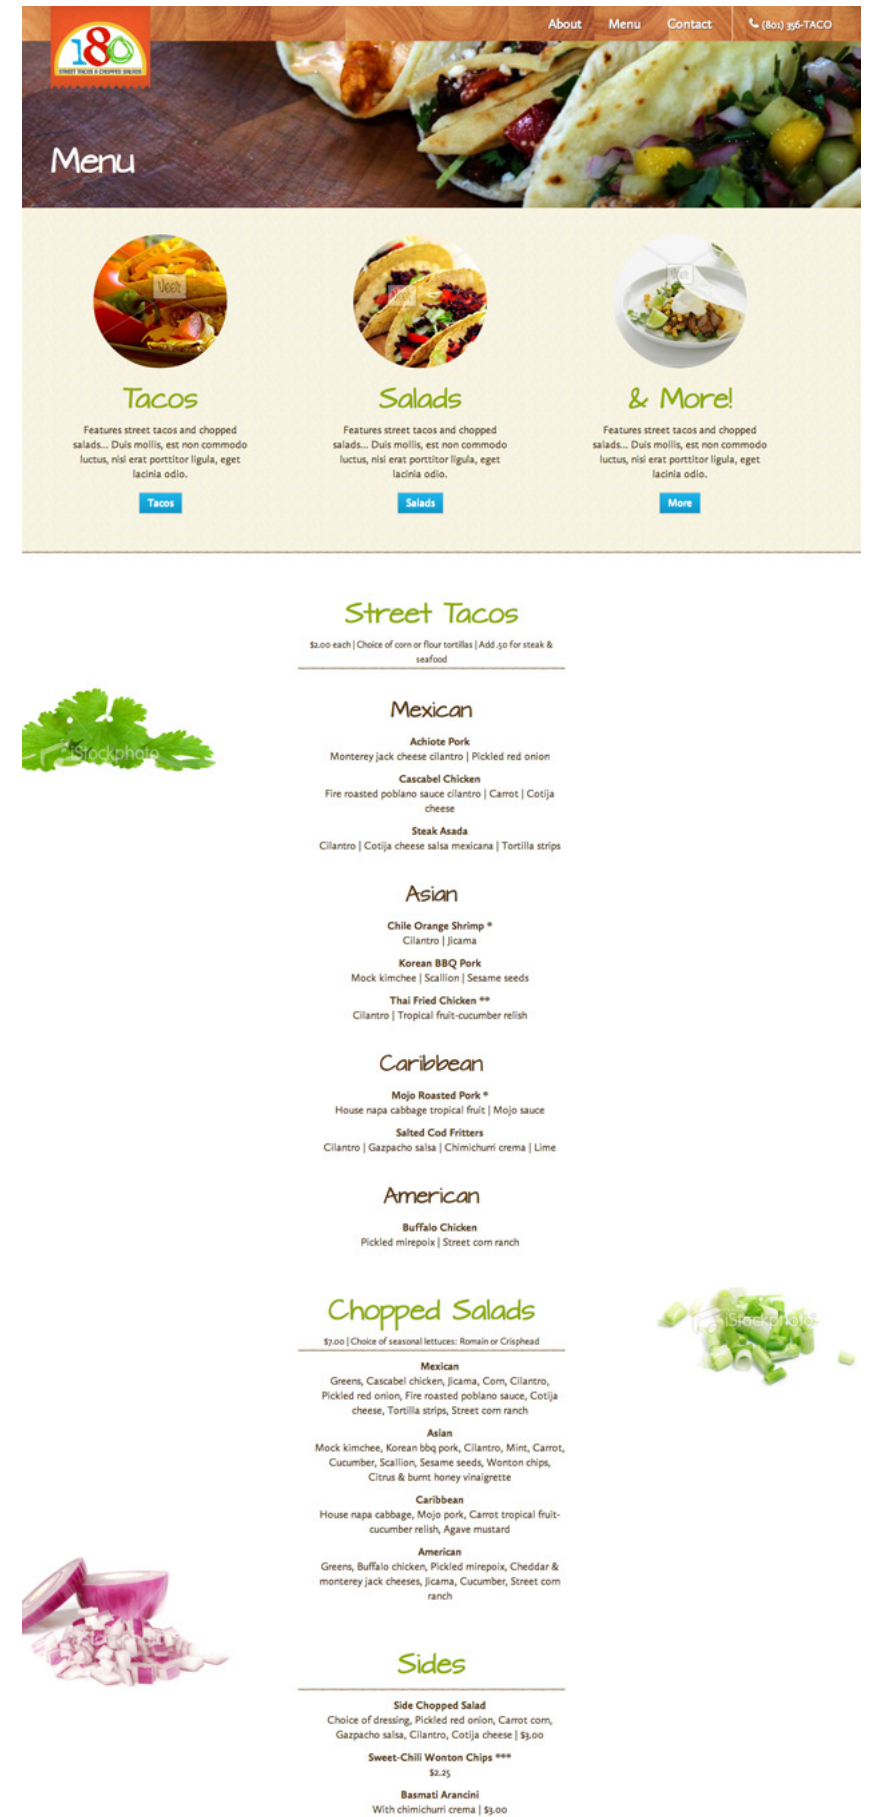 About
Menu
Contact
(801) 356-TACO
180
STREET TACOS & CHOPPED SALADS
Menu
Veer
Veer
Veer
Tacos
Features street tacos and chopped
salads... Duis mollis, est non commodo
luctus, nisi erat porttitor ligula, eget
lacinia odio.
Tacos
Salads
Features street tacos and chopped
salads... Duis mollis, est non commodo
luctus, nisi erat porttitor ligula, eget
lacinia odio.
Salads
& More!
Features street tacos and chopped
salads... Duis mollis, est non commodo
luctus, nisi erat porttitor ligula, eget
lacinia odio.
More
Street Tacos
$2.00 each | Choice of corn or flour tortillas | Add .50 for steak &
seafood
iStockphoto
Mexican
Achiote Pork
Monterey jack cheese cilantro | Pickled red onion
Cascabel Chicken
Fire roasted poblano sauce cilantro | Carrot | Cotija
cheese
Steak Asada
Cilantro | Cotija cheese salsa mexicana | Tortilla strips
Asian
Chile Orange Shrimp *
Cilantro | Jicama
Korean BBQ Pork
Mock kimchee | Scallion | Sesame seeds
Thai Fried Chicken **
Cilantro | Tropical fruit-cucumber relish
Caribbean
Mojo Roasted Pork *
House napa cabbage tropical fruit | Mojo sauce
Salted Cod Fritters
Cilantro | Gazpacho salsa | Chimichurri crema | Lime
American
Buffalo Chicken
Pickled mirepoix | Street corn ranch
Chopped Salads
iStockphoto
$7.00 | Choice of seasonal lettuces: Romain or Crisphead
Mexican
Greens, Cascabel chicken, Jicama, Corn, Cilantro,
Pickled red onion, Fire roasted poblano sauce, Cotija
cheese, Tortilla strips, Street corn ranch
Asian
Mock kimchee, Korean bbq pork, Cilantro, Mint, Carrot,
Cucumber, Scallion, Sesame seeds, Wonton chips,
Citrus & burnt honey vinaigrette
Caribbean
House napa cabbage, Mojo pork, Carrot tropical fruit-
cucumber relish, Agave mustard
American
Greens, Buffalo chicken, Pickled mirepoix, Cheddar &
monterey jack cheeses, Jicama, Cucumber, Street corn
ranch
Sides
Side Chopped Salad
Choice of dressing, Pickled red onion, Carrot corn,
Gazpacho salsa, Cilantro, Cotija cheese | $3.00
Sweet-Chili Wonton Chips ***
$2.25
Basmati Arancini
With chimichurri crema | $3.00